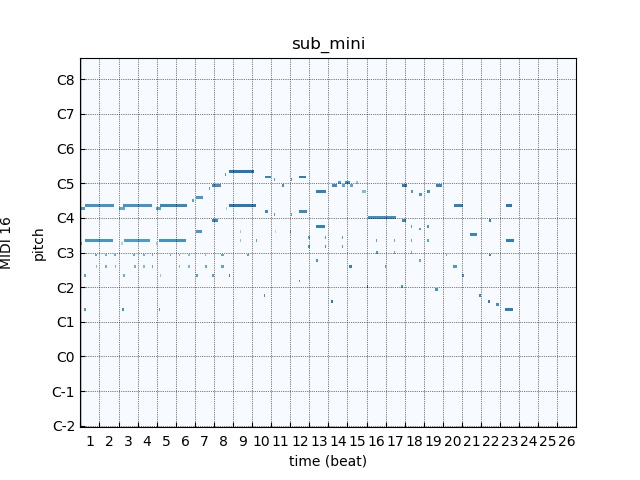 sub_mini
MIDI 16
pitch
C8
C7
C6
C5
C4
C3
C2
C1
C0
C-1
C-2
1 2 3 4 5 6 7 8 9 10 11 12 13 14 15 16 17 18 19 20 21 22 23 24 25 26
time (beat)